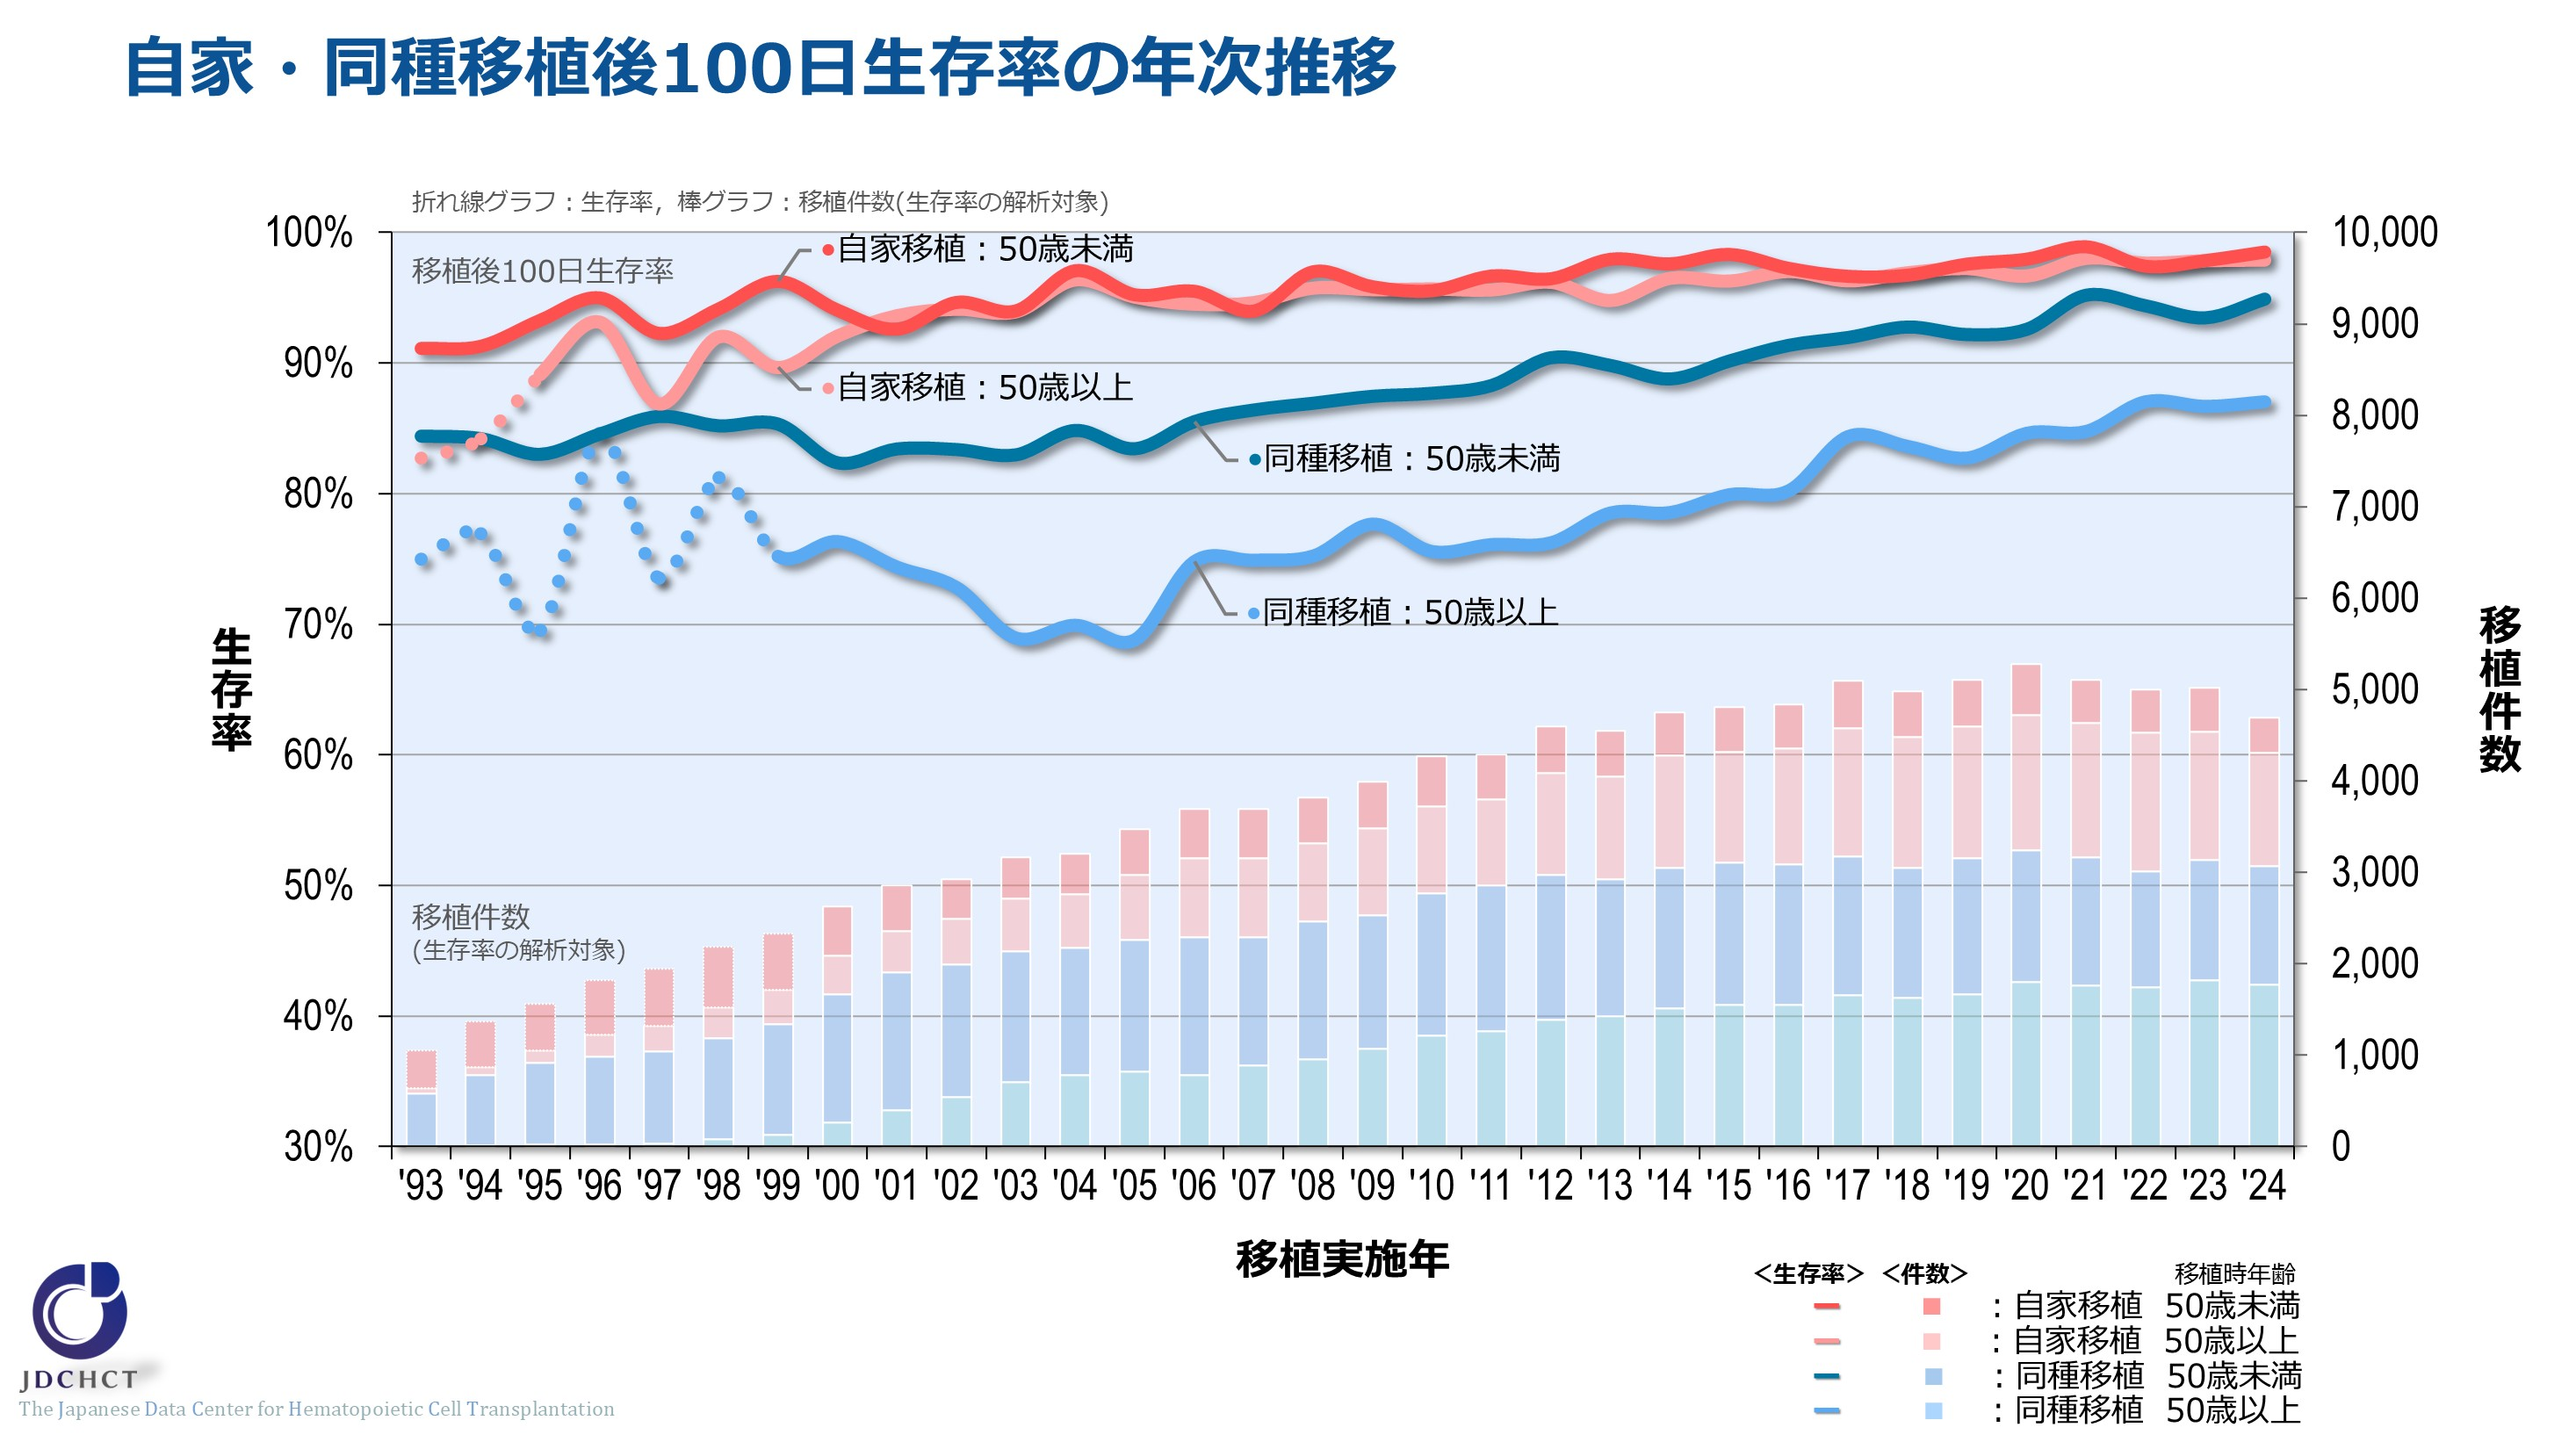 自家・同種移植後100日生存率の年次推移
折れ線グラフ：生存率，棒グラフ：移植件数(生存率の解析対象)
移植後100日生存率
自家移植：50歳未満
自家移植：50歳以上
同種移植：50歳未満
同種移植：50歳以上
移植件数
(生存率の解析対象)
生存率
100%
90%
80%
70%
60%
50%
40%
30%
移植件数
10,000
9,000
8,000
7,000
6,000
5,000
4,000
3,000
2,000
1,000
0
'93 '94 '95 '96 '97 '98 '99 '00 '01 '02 '03 '04 '05 '06 '07 '08 '09 '10 '11 '12 '13 '14 '15 '16 '17 '18 '19 '20 '21 '22 '23 '24
移植実施年
<生存率> <件数> 移植時年齢
：自家移植 50歳未満
：自家移植 50歳以上
：同種移植 50歳未満
：同種移植 50歳以上
JDCHCT
The Japanese Data Center for Hematopoietic Cell Transplantation